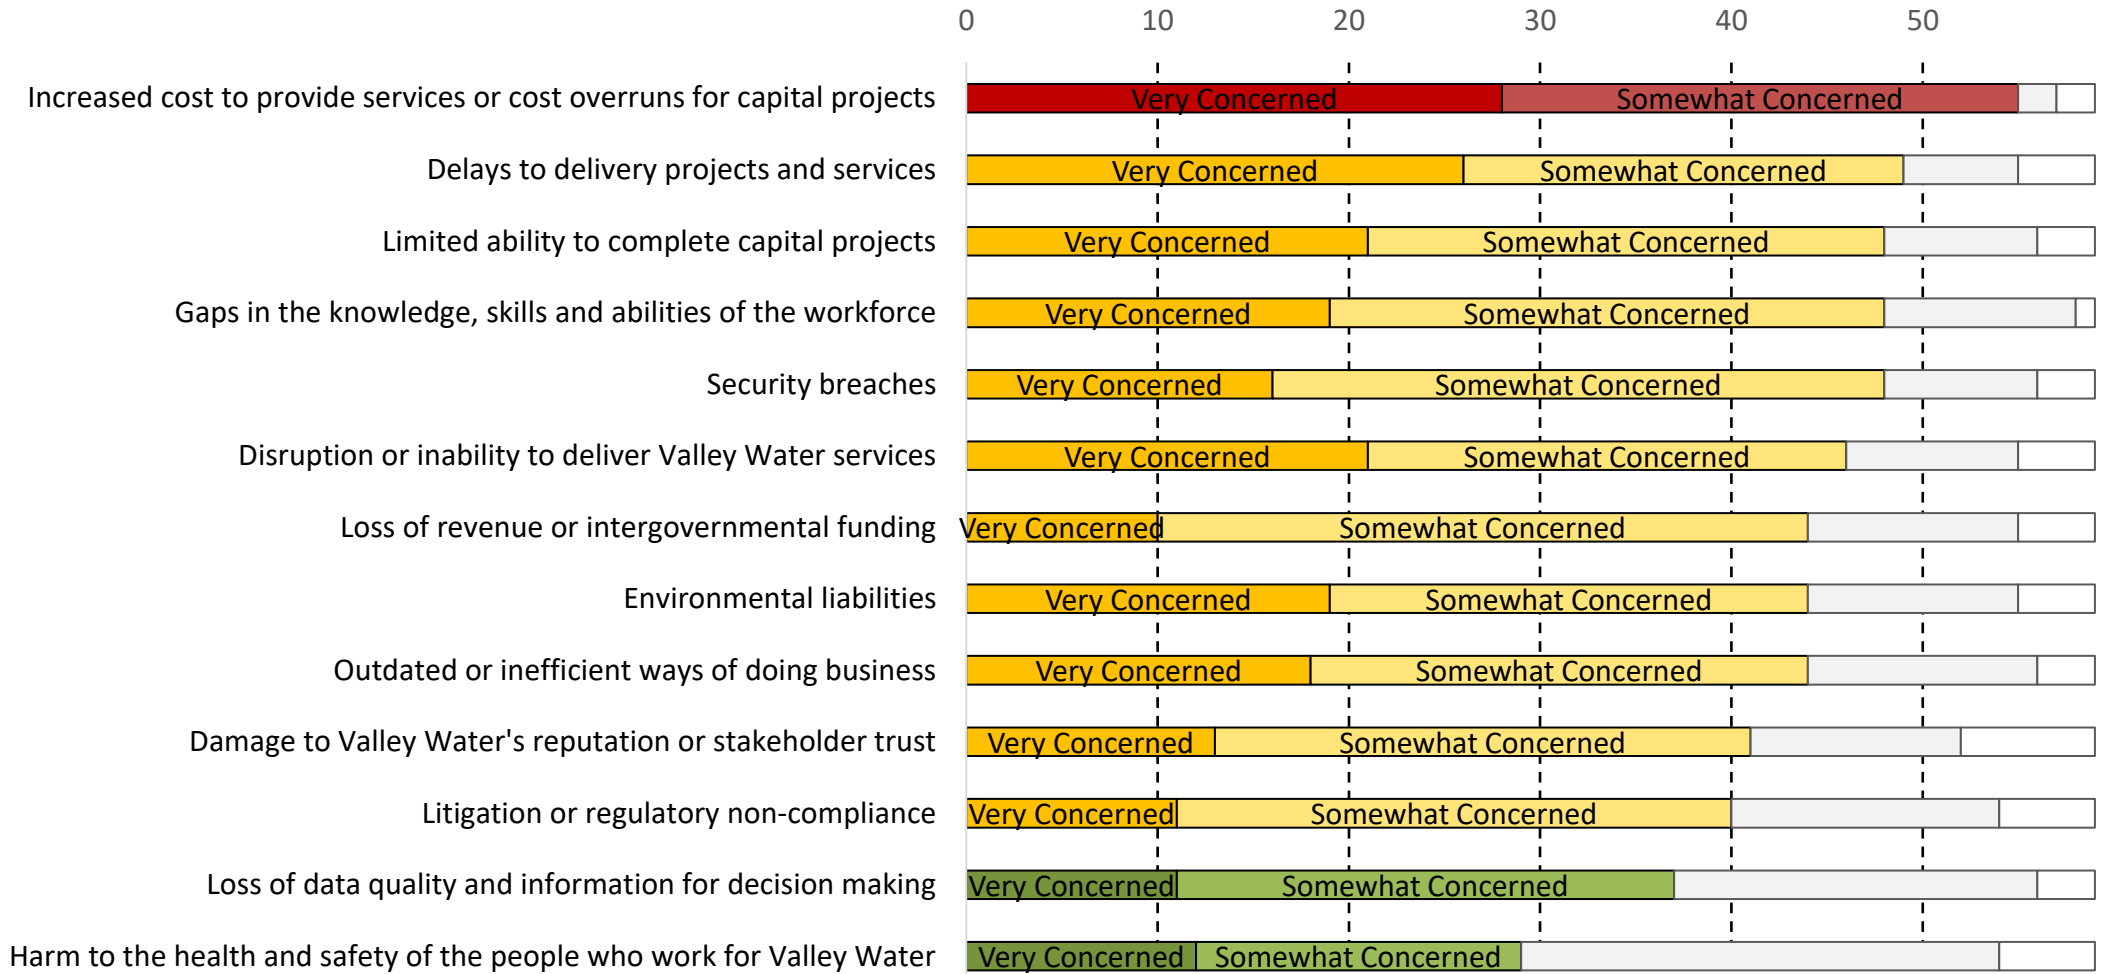 0 10 20 30 40 50
Increased cost to provide services or cost overruns for capital projects Very Concerned Somewhat Concerned
Delays to delivery projects and services Very Concerned Somewhat Concerned
Limited ability to complete capital projects Very Concerned Somewhat Concerned
Gaps in the knowledge, skills and abilities of the workforce Very Concerned Somewhat Concerned
Security breaches Very Concerned Somewhat Concerned
Disruption or inability to deliver Valley Water services Very Concerned Somewhat Concerned
Loss of revenue or intergovernmental funding Very Concerned Somewhat Concerned
Environmental liabilities Very Concerned Somewhat Concerned
Outdated or inefficient ways of doing business Very Concerned Somewhat Concerned
Damage to Valley Water's reputation or stakeholder trust Very Concerned Somewhat Concerned
Litigation or regulatory non-compliance Very Concerned Somewhat Concerned
Loss of data quality and information for decision making Very Concerned Somewhat Concerned
Harm to the health and safety of the people who work for Valley Water Very Concerned Somewhat Concerned